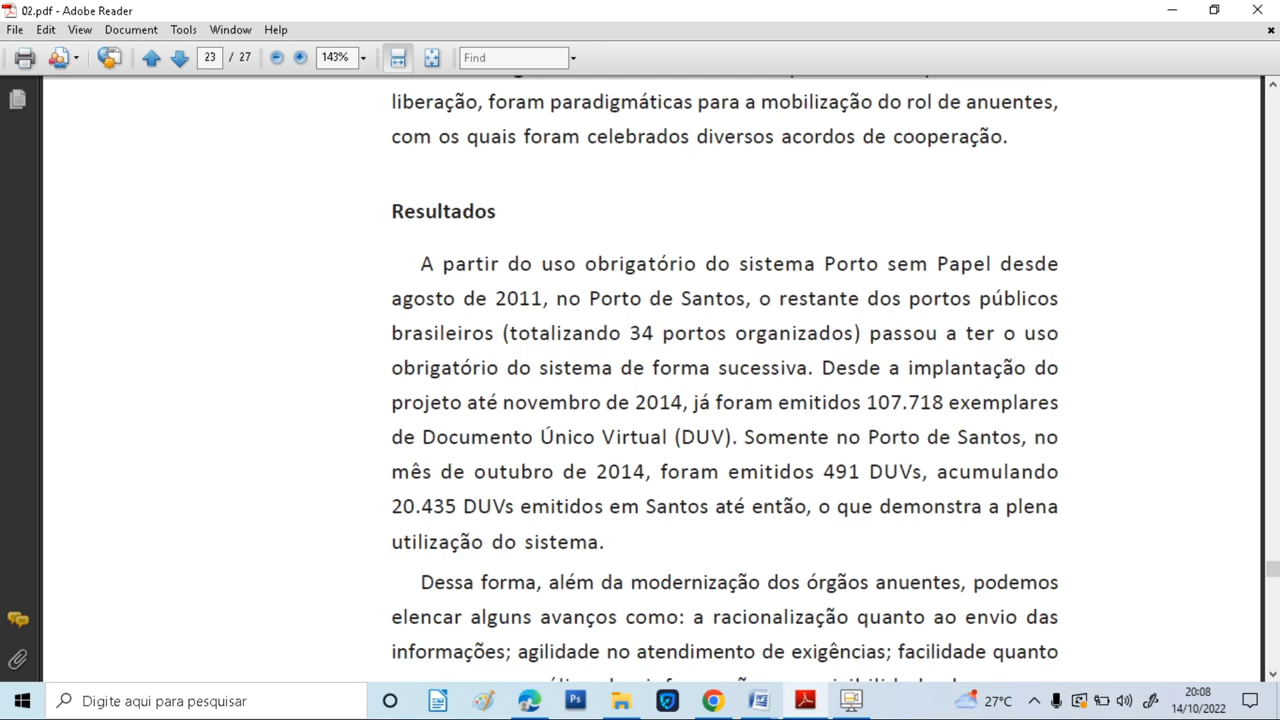 02.pdf - Adobe Reader
File Edit View Document Tools Window Help
23 / 27 143% Find
liberação, foram paradigmáticas para a mobilização do rol de anuentes,
com os quais foram celebrados diversos acordos de cooperação.
Resultados
A partir do uso obrigatório do sistema Porto sem Papel desde
agosto de 2011, no Porto de Santos, o restante dos portos públicos
brasileiros (totalizando 34 portos organizados) passou a ter o uso
obrigatório do sistema de forma sucessiva. Desde a implantação do
projeto até novembro de 2014, já foram emitidos 107.718 exemplares
de Documento Único Virtual (DUV). Somente no Porto de Santos, no
mês de outubro de 2014, foram emitidos 491 DUVs, acumulando
20.435 DUVs emitidos em Santos até então, o que demonstra a plena
utilização do sistema.
Dessa forma, além da modernização dos órgãos anuentes, podemos
elencar alguns avanços como: a racionalização quanto ao envio das
informações; agilidade no atendimento de exigências; facilidade quanto
Digite aqui para pesquisar
Ps
27°C
20:08
14/10/2022